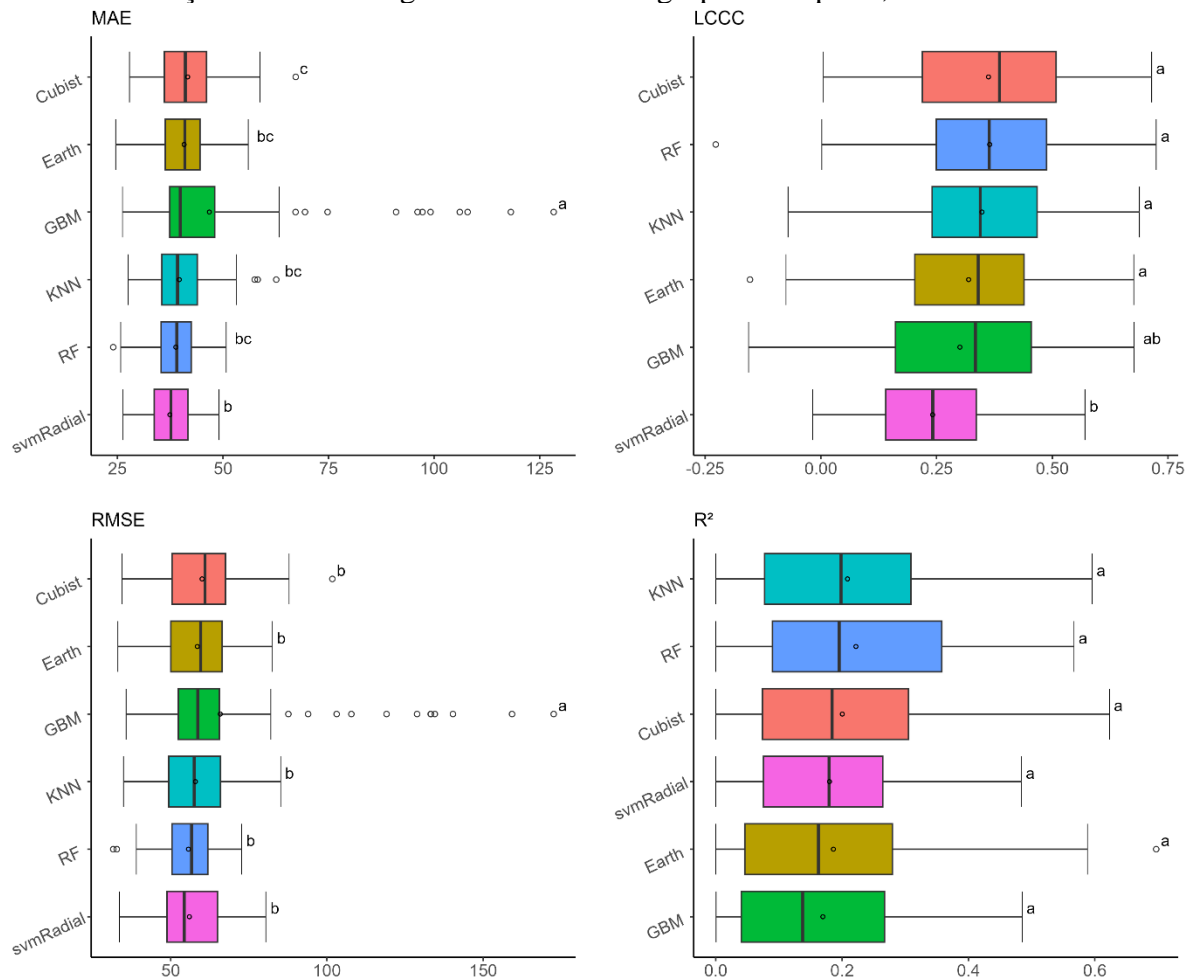 MAE
Cubist
Earth
GBM
KNN
RF
svmRadial
c
bc
a
bc
bc
b
25 50 75 100 125
LCCC
Cubist
RF
KNN
Earth
GBM
svmRadial
a
a
a
a
ab
b
-0.25 0.00 0.25 0.50 0.75
RMSE
Cubist
Earth
GBM
KNN
RF
svmRadial
b
b
a
b
b
b
50 100 150
R²
KNN
RF
Cubist
svmRadial
Earth
GBM
a
a
a
a
a
a
0.0 0.2 0.4 0.6